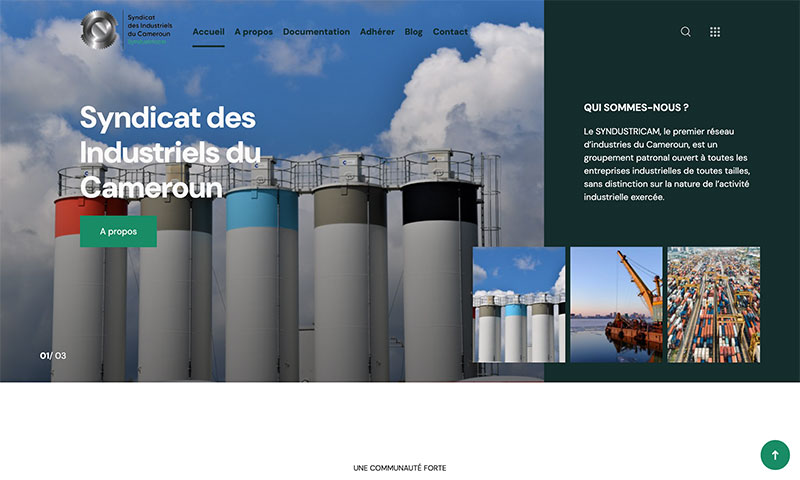 Syndicat
des Industriels
du Cameroun
Accueil
A propos
Documentation
Adhérer
Blog
Contact
Syndicat des
Industriels du
Cameroun
A propos
01/ 03
QUI SOMMES-NOUS ?
Le SYNDUSTRICAM, le premier réseau
d'industries du Cameroun, est un
groupement patronal ouvert à toutes les
entreprises industrielles de toutes tailles,
sans distinction sur la nature de l'activité
industrielle exercée.
UNE COMMUNAUTÉ FORTE